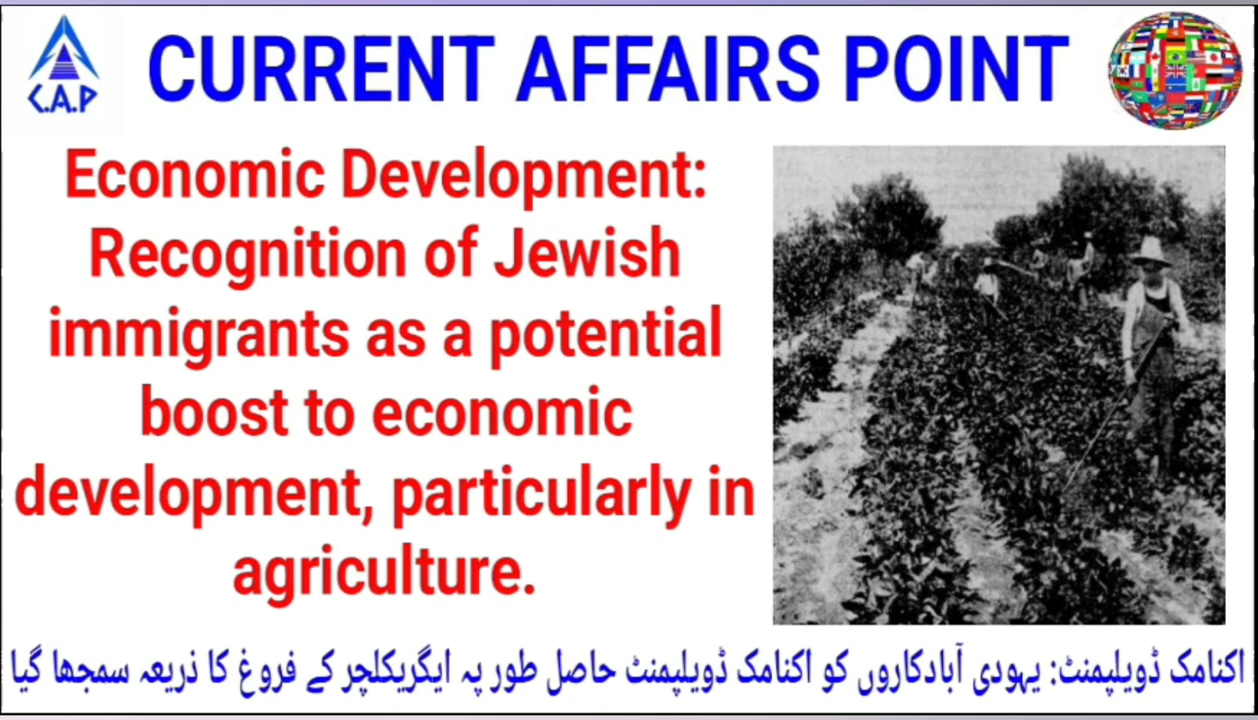 C.A.P
CURRENT AFFAIRS POINT
Economic Development:
Recognition of Jewish
immigrants as a potential
boost to economic
development, particularly in
agriculture.
اکنامک ڈویلپمنٹ: یہودی آبادکاروں کو اکنامک ڈویلپمنٹ حاصل طور پہ ایگریکلچر کے فروغ کا ذریعہ سمجھا گیا